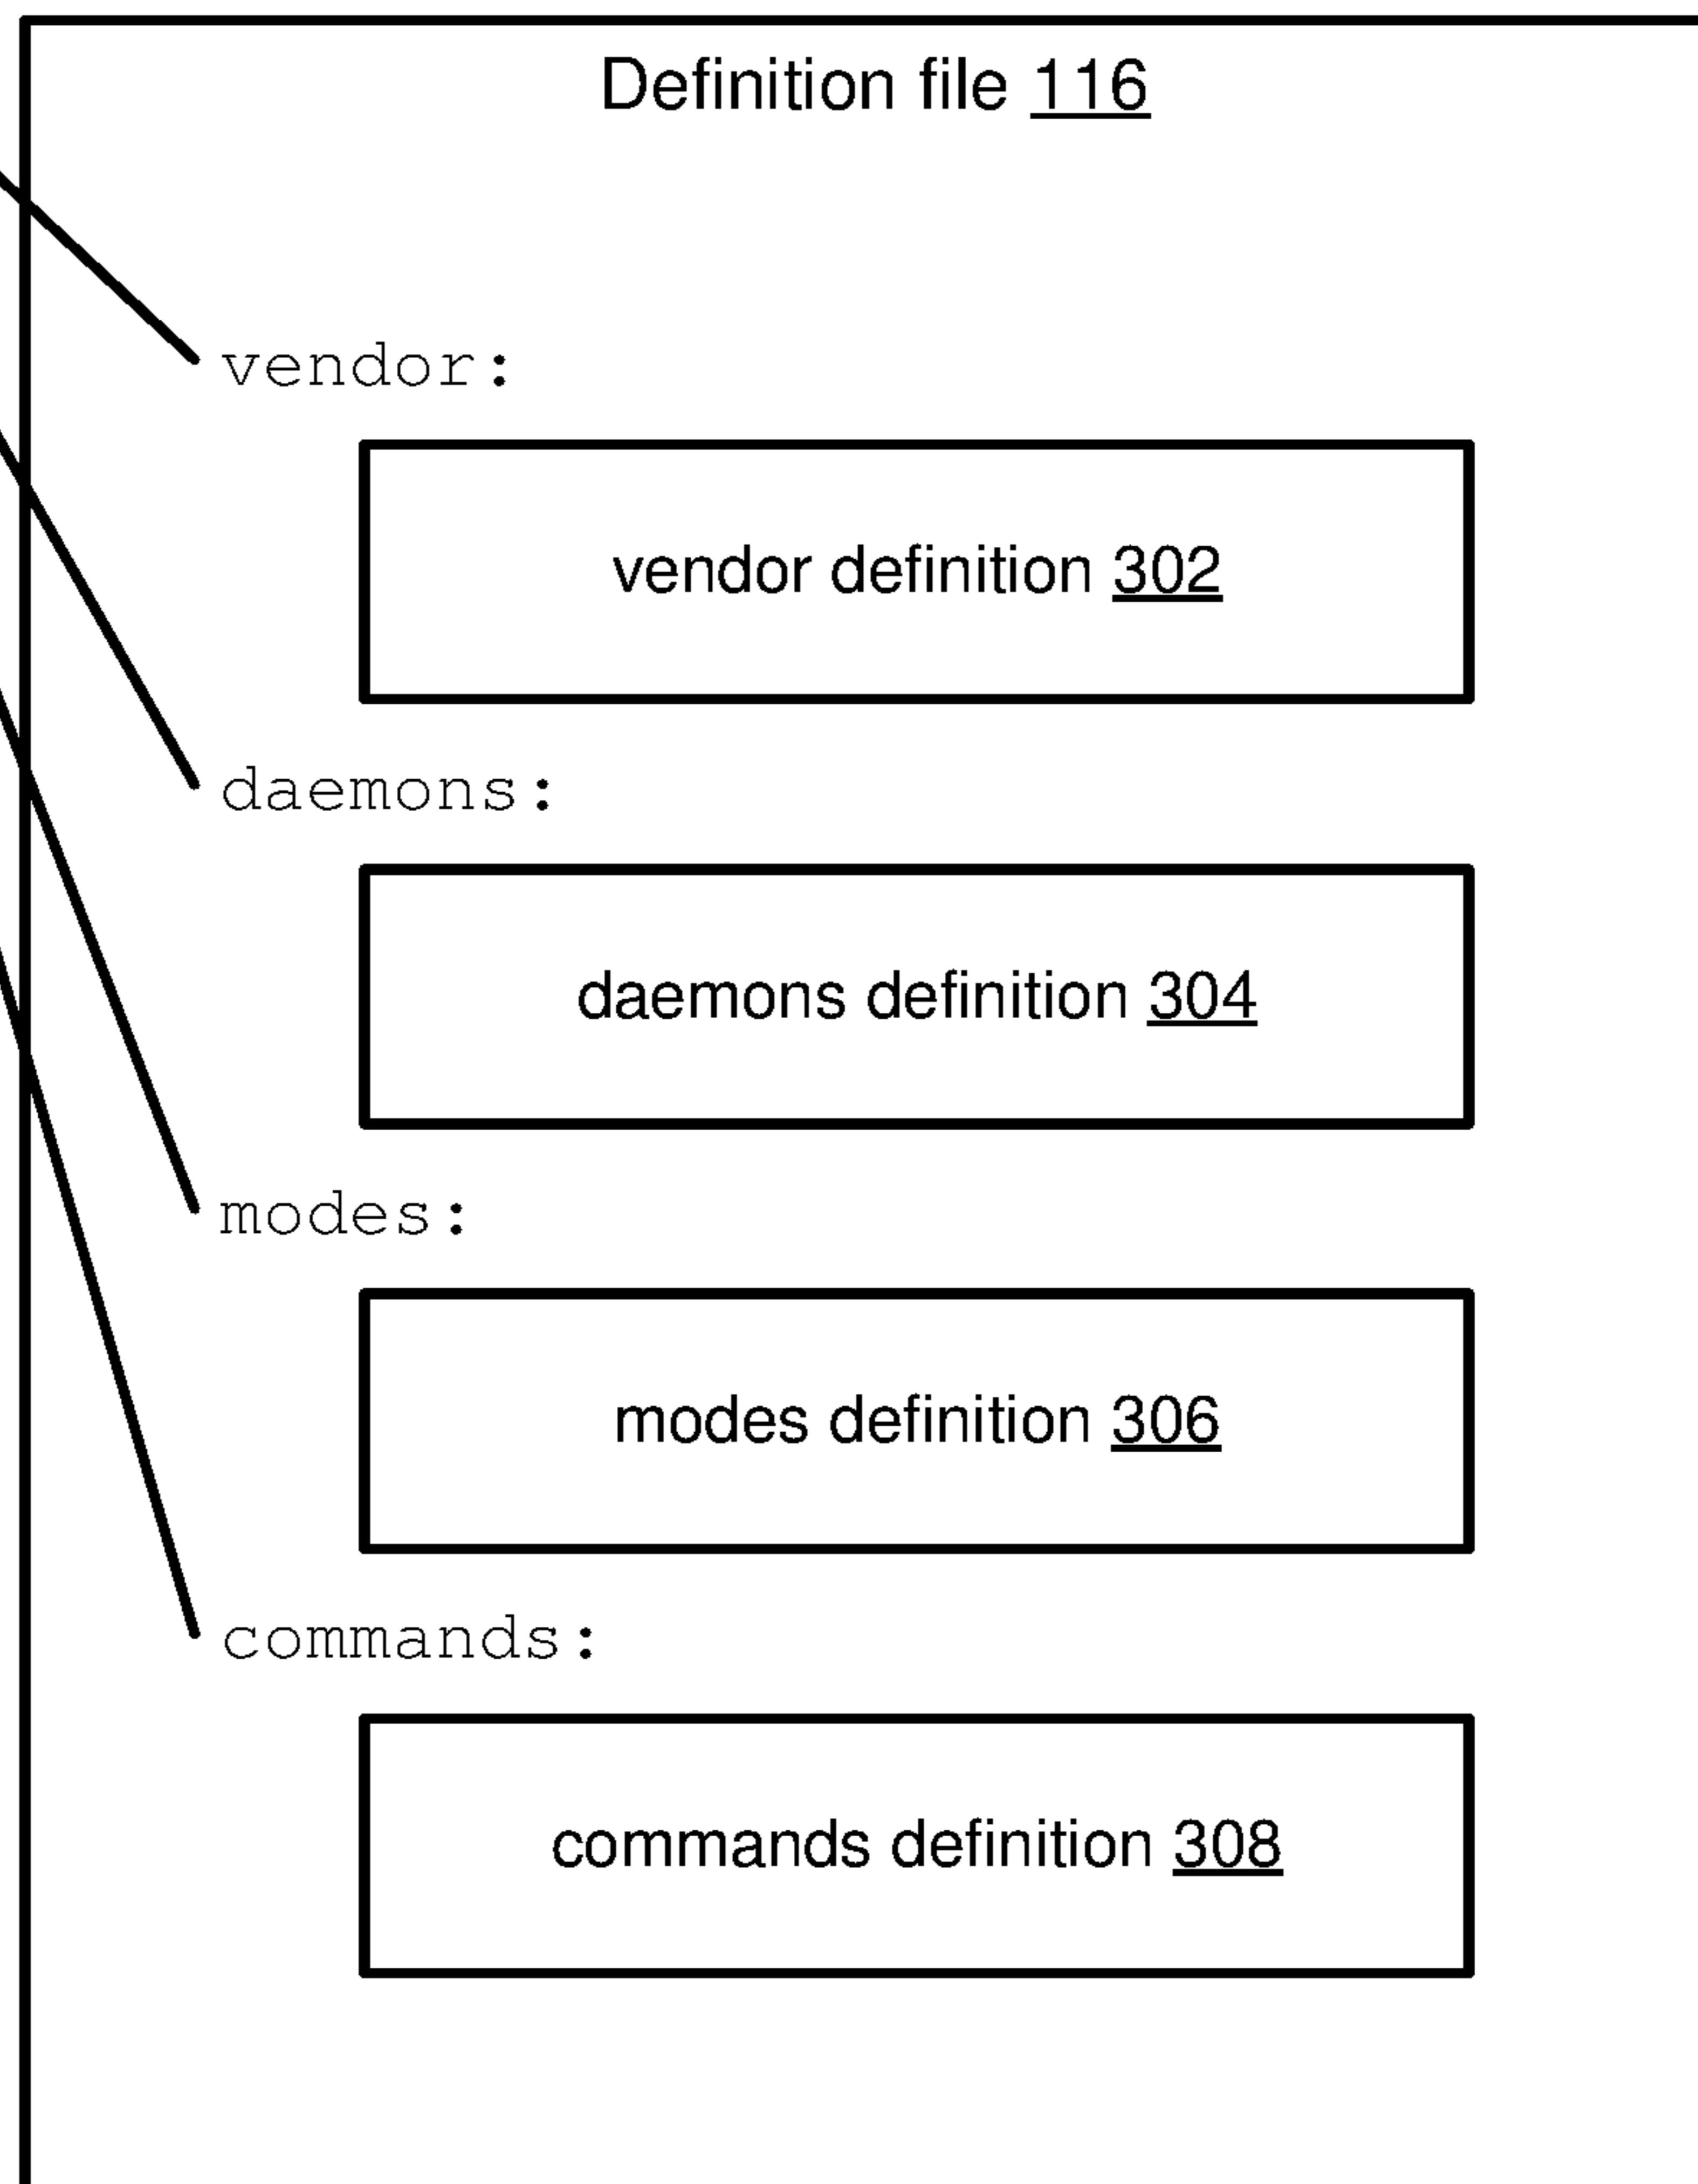 Definition file 116
vendor:
vendor definition 302
daemons:
daemons definition 304
modes:
modes definition 306
commands:
commands definition 308